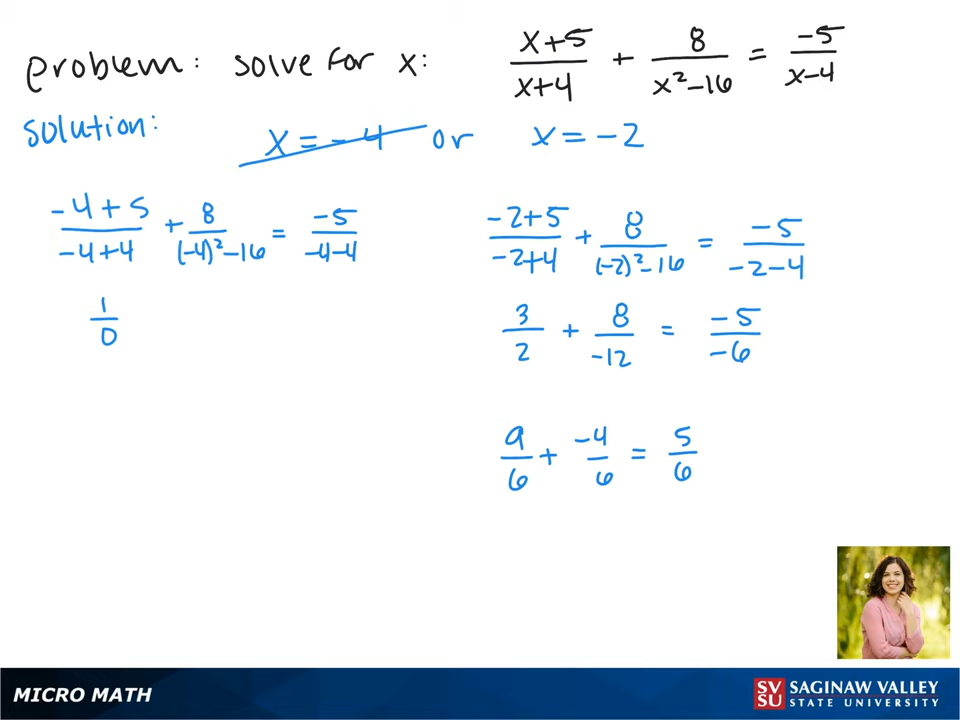 problem: solve for x: (x+5)/(x+4) + 8/(x²-16) = -5/(x-4)
solution: x = -4 or x = -2
(-4+5)/(-4+4) + 8/((-4)²-16) = -5/(-4-4)
1/0
(-2+5)/(-2+4) + 8/((-2)²-16) = -5/(-2-4)
3/2 + 8/-12 = -5/-6
9/6 + -4/6 = 5/6
MICRO MATH
SVSU SAGINAW VALLEY
STATE UNIVERSITY